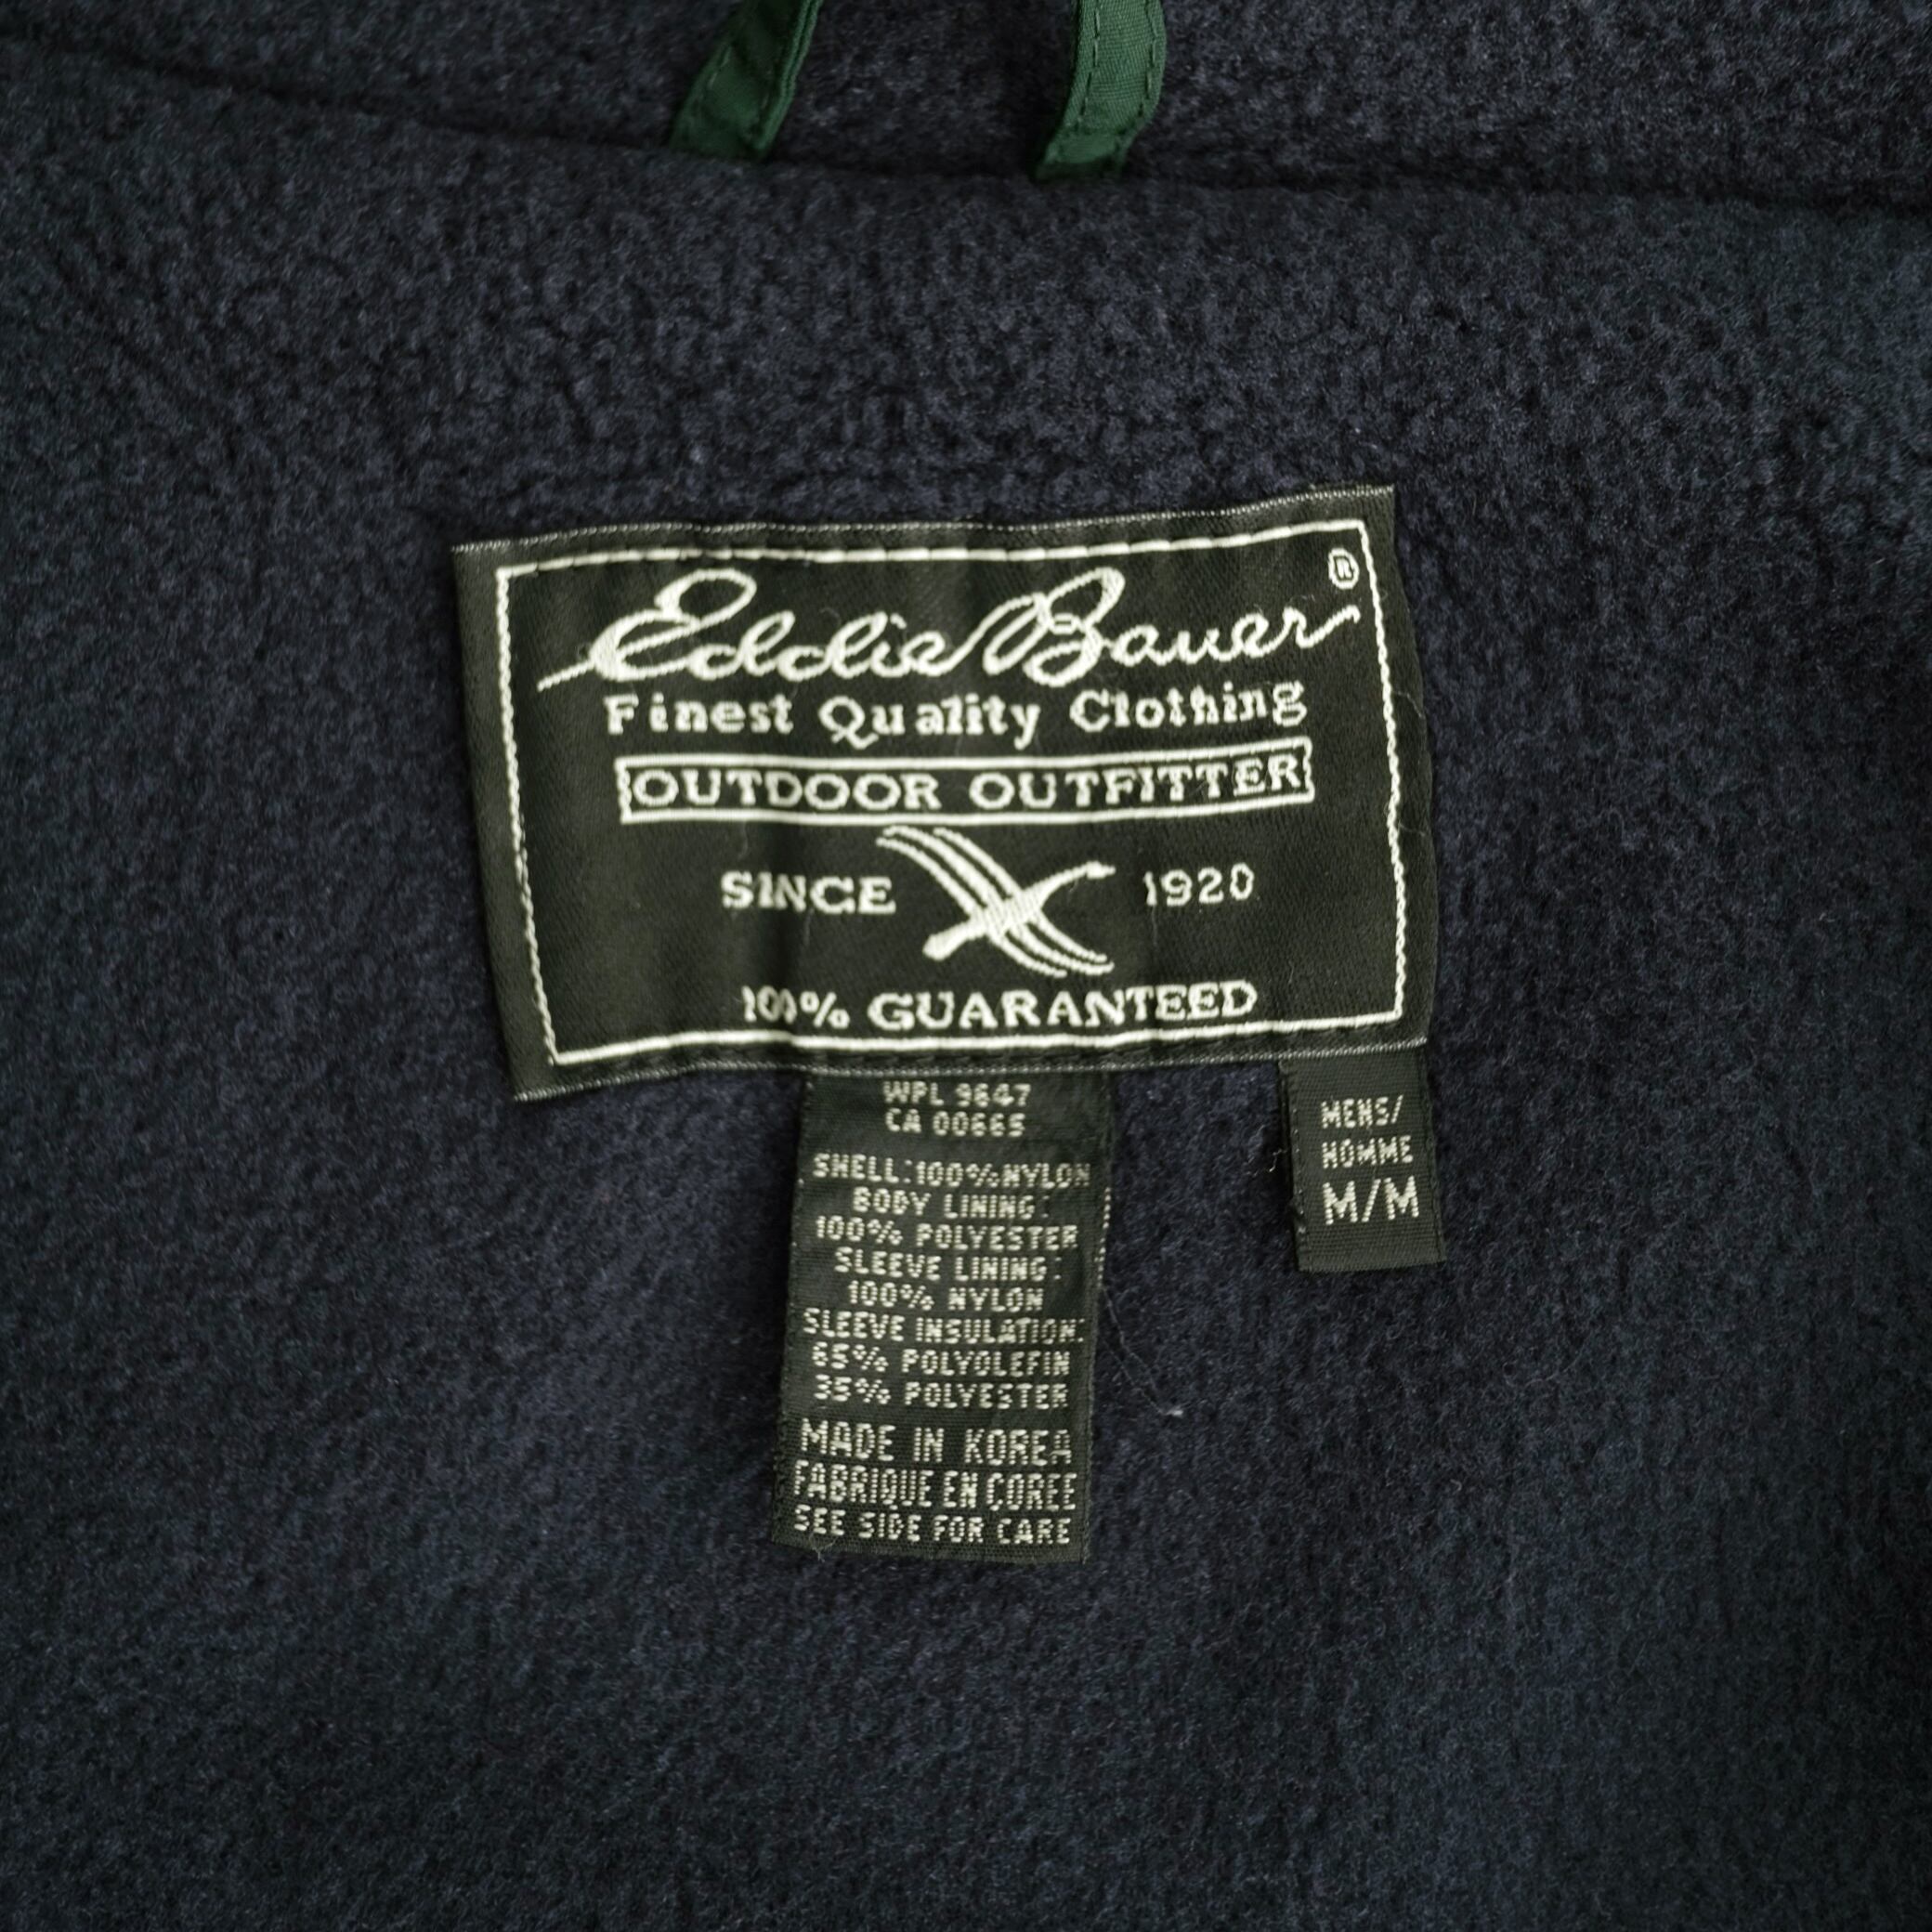 Eddie Bauer®
Finest Quality Clothing
OUTDOOR OUTFITTER
SINCE 1920
100% GUARANTEED
WPL 9647
CA 00665
SHELL:100%NYLON
BODY LINING:
100% POLYESTER
SLEEVE LINING:
100% NYLON
SLEEVE INSULATION:
65% POLYOLEFIN
35% POLYESTER
MADE IN KOREA
FABRIQUE EN COREE
SEE SIDE FOR CARE
MENS/
HOMME
M/M